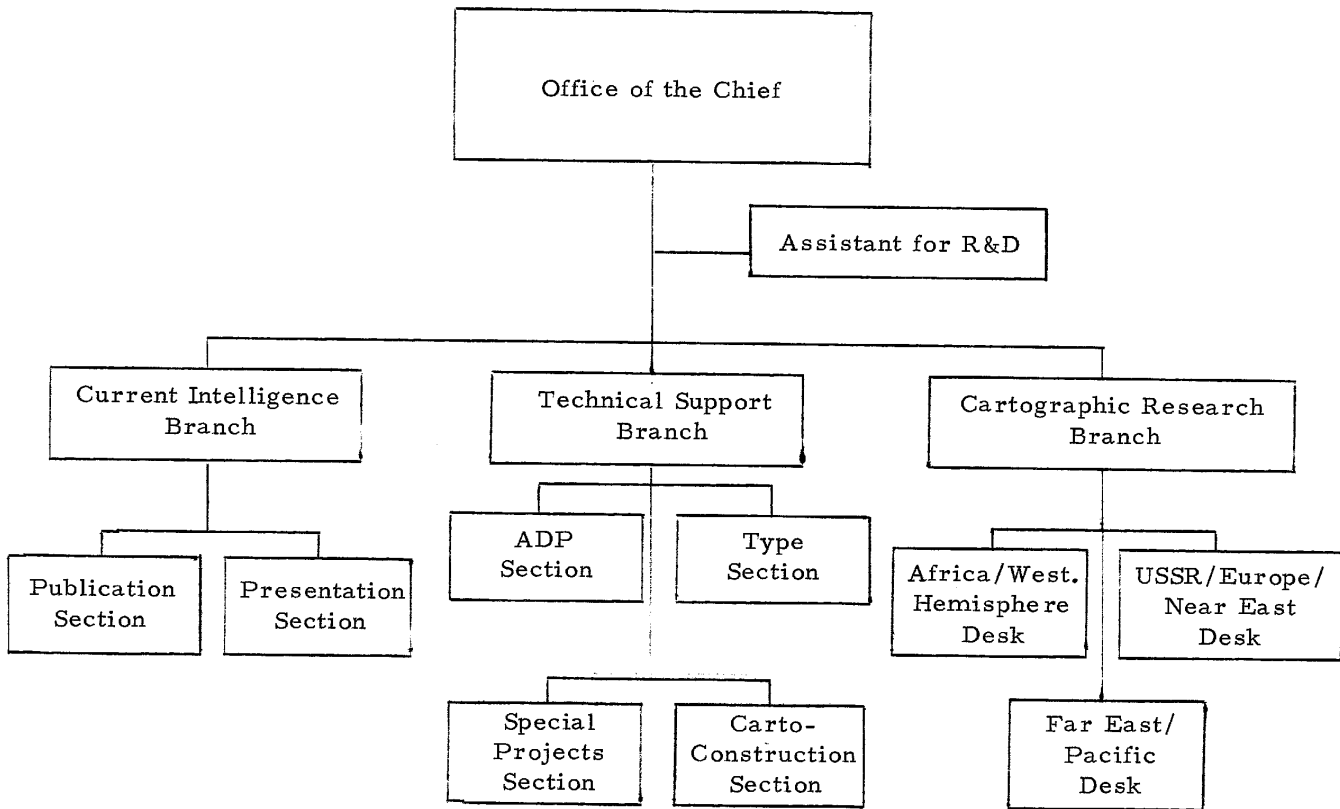 Office of the Chief
Assistant for R&D
Current Intelligence
Branch
Technical Support
Branch
Cartographic Research
Branch
Publication
Section
Presentation
Section
ADP
Section
Type
Section
Africa/West.
Hemisphere
Desk
USSR/Europe/
Near East
Desk
Special
Projects
Section
Carto-
Construction
Section
Far East/
Pacific
Desk